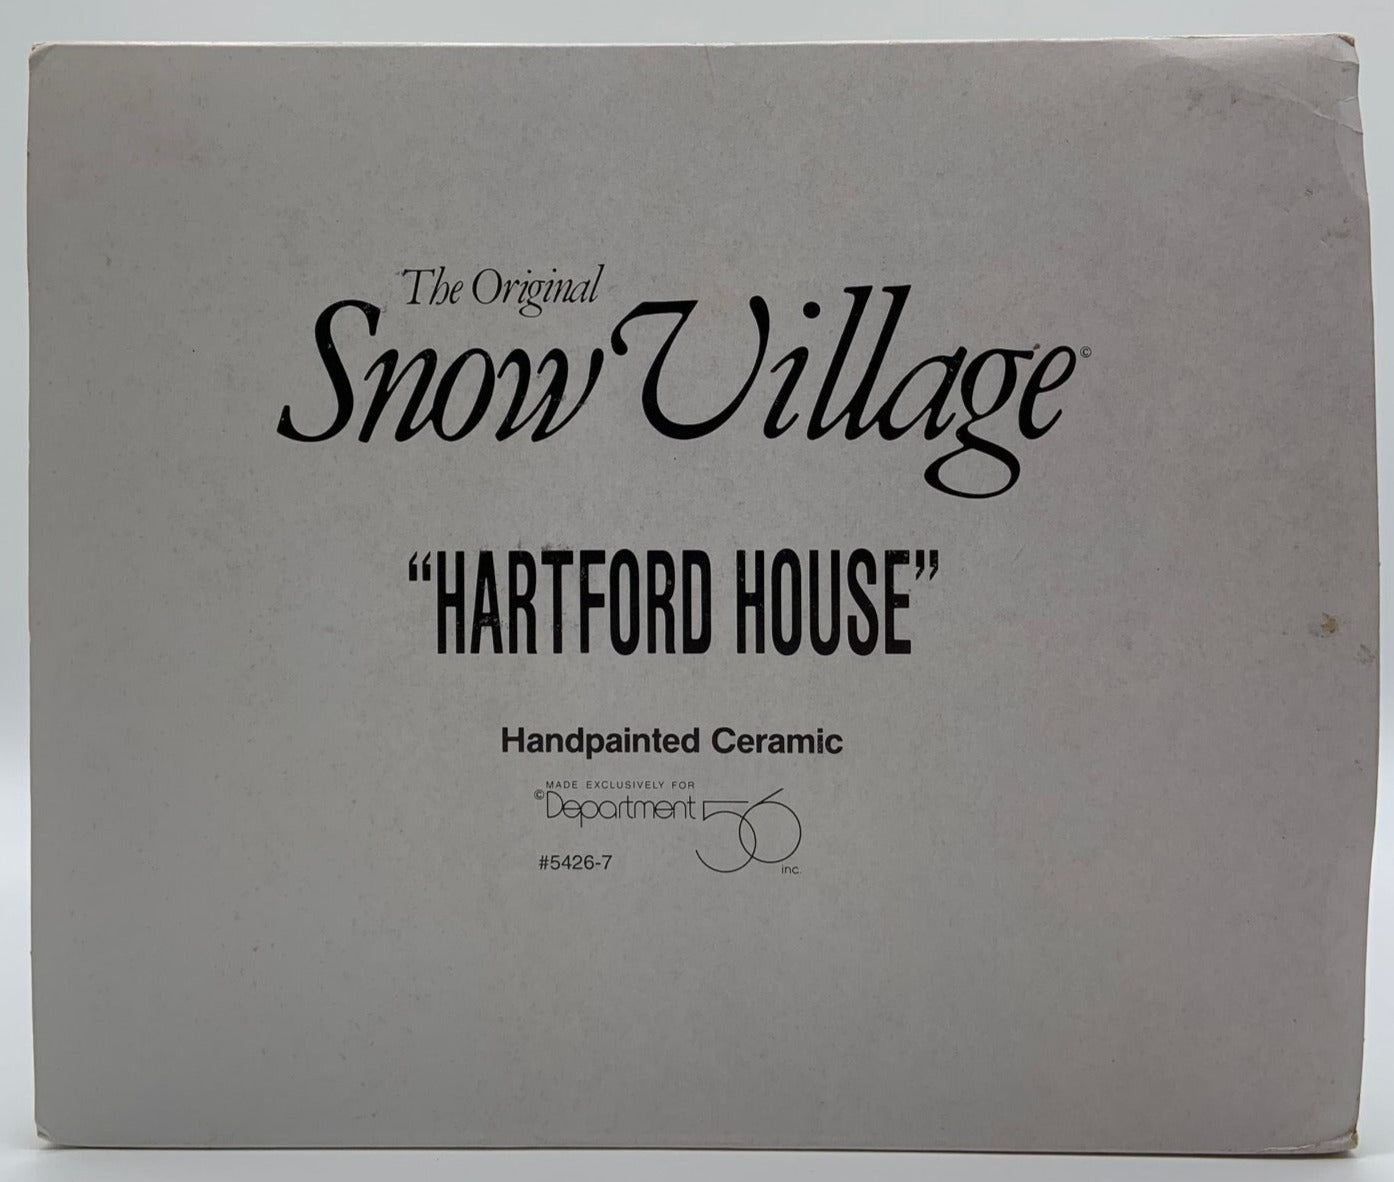 The Original
Snow Village©
“HARTFORD HOUSE”
Handpainted Ceramic
MADE EXCLUSIVELY FOR
©Department 56
inc.
#5426-7